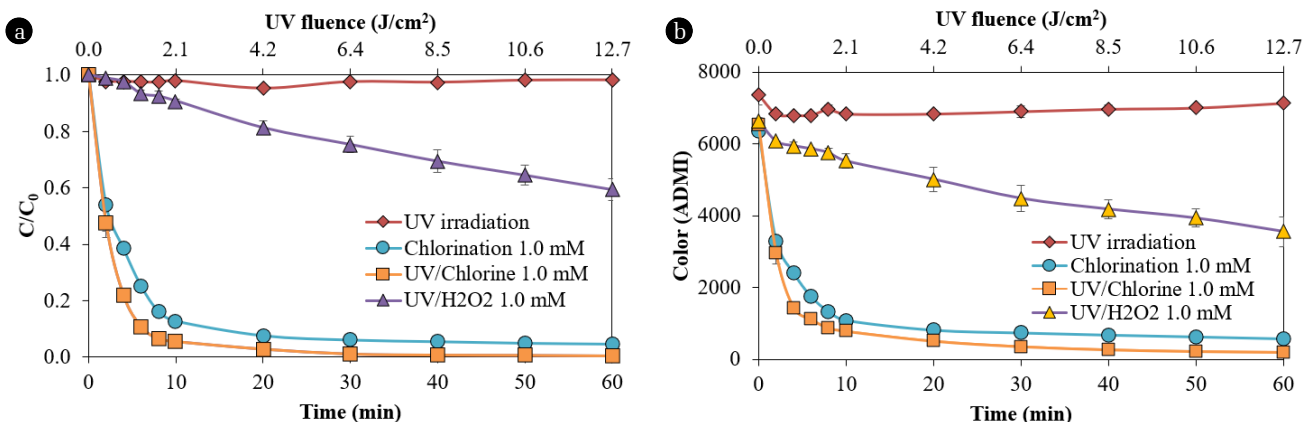 a
UV fluence (J/cm²)
0.0 2.1 4.2 6.4 8.5 10.6 12.7
1.0
0.8
0.6
0.4
0.2
0.0
C/C₀
UV irradiation
Chlorination 1.0 mM
UV/Chlorine 1.0 mM
UV/H2O2 1.0 mM
0 10 20 30 40 50 60
Time (min)
b
UV fluence (J/cm²)
0.0 2.1 4.2 6.4 8.5 10.6 12.7
8000
6000
4000
2000
0
Color (ADMI)
UV irradiation
Chlorination 1.0 mM
UV/Chlorine 1.0 mM
UV/H2O2 1.0 mM
0 10 20 30 40 50 60
Time (min)